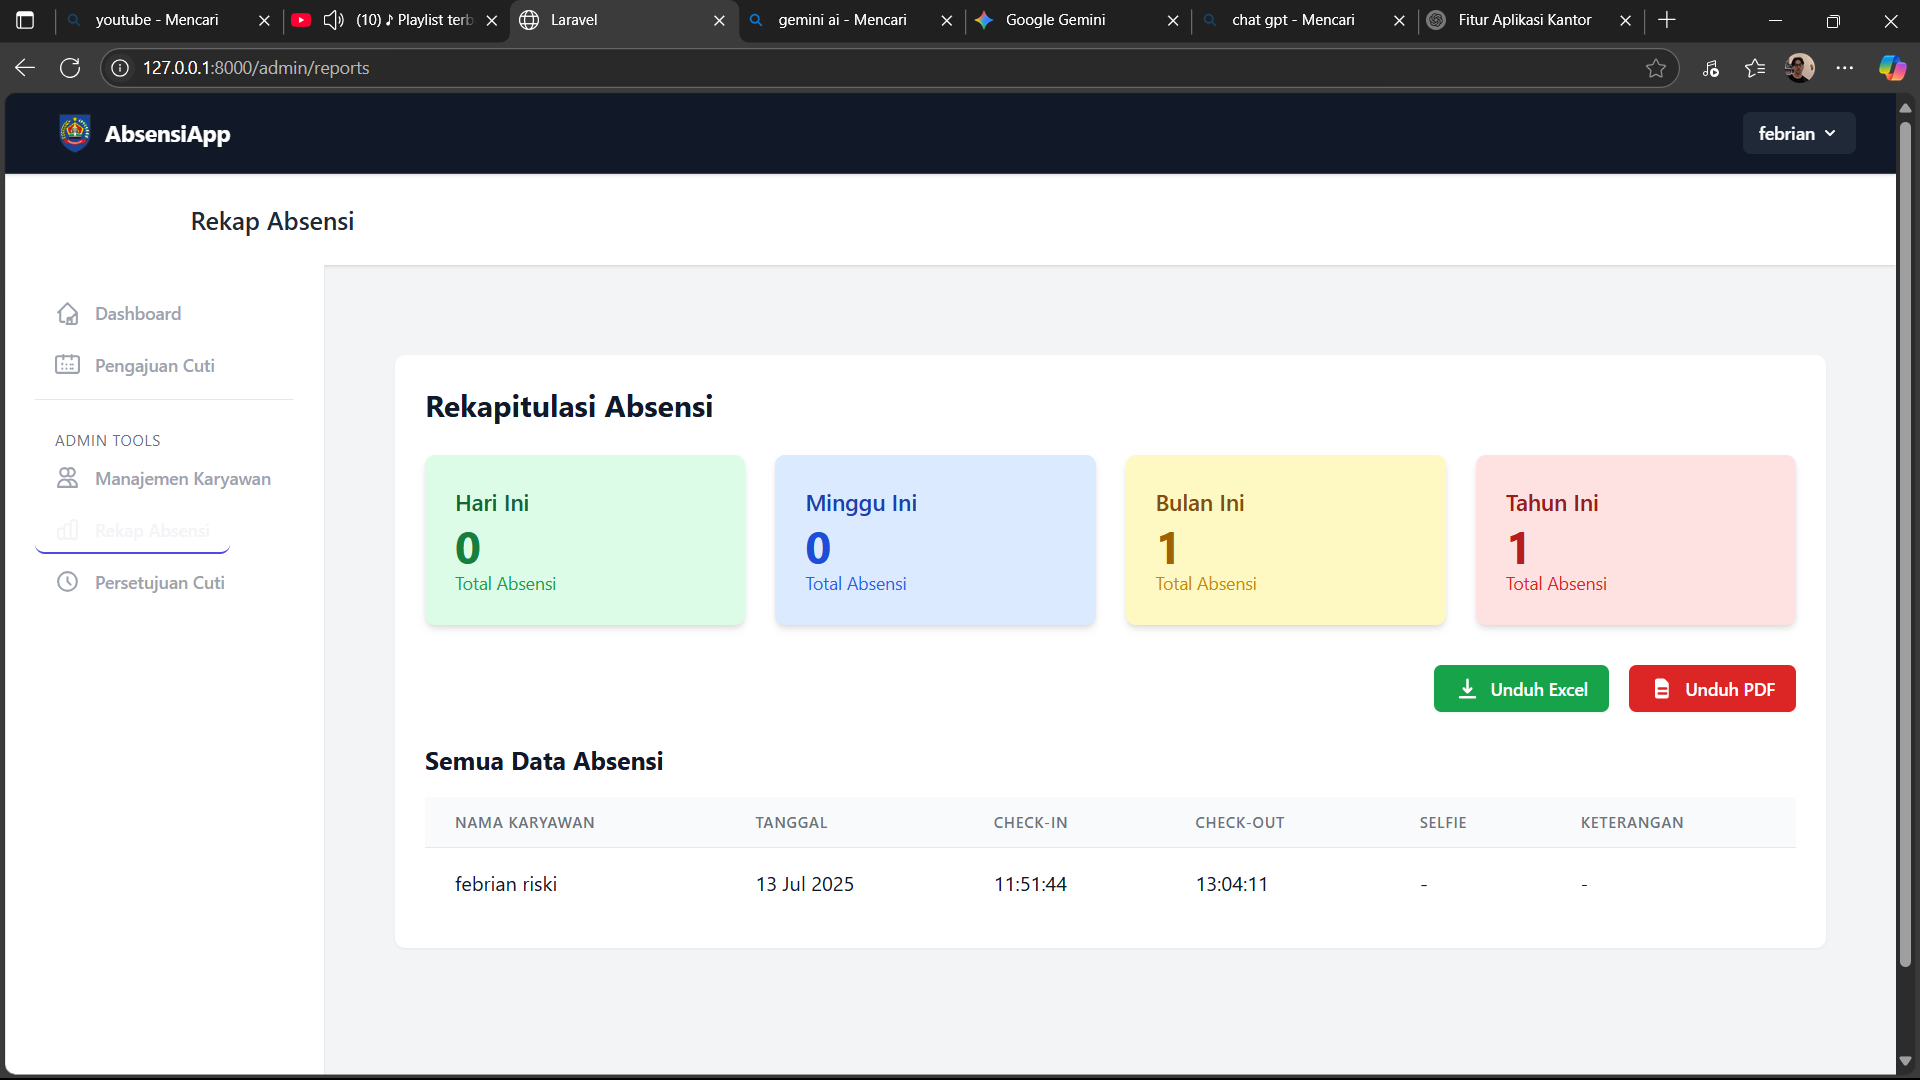 youtube - Mencari
(10) ♪ Playlist terb
Laravel
gemini ai - Mencari
Google Gemini
chat gpt - Mencari
Fitur Aplikasi Kantor
127.0.0.1:8000/admin/reports
AbsensiApp
febrian
Rekap Absensi
Dashboard
Pengajuan Cuti
ADMIN TOOLS
Manajemen Karyawan
Rekap Absensi
Persetujuan Cuti
Rekapitulasi Absensi
Hari Ini
0
Total Absensi
Minggu Ini
0
Total Absensi
Bulan Ini
1
Total Absensi
Tahun Ini
1
Total Absensi
Unduh Excel
Unduh PDF
Semua Data Absensi
NAMA KARYAWAN TANGGAL CHECK-IN CHECK-OUT SELFIE KETERANGAN
febrian riski 13 Jul 2025 11:51:44 13:04:11 - -